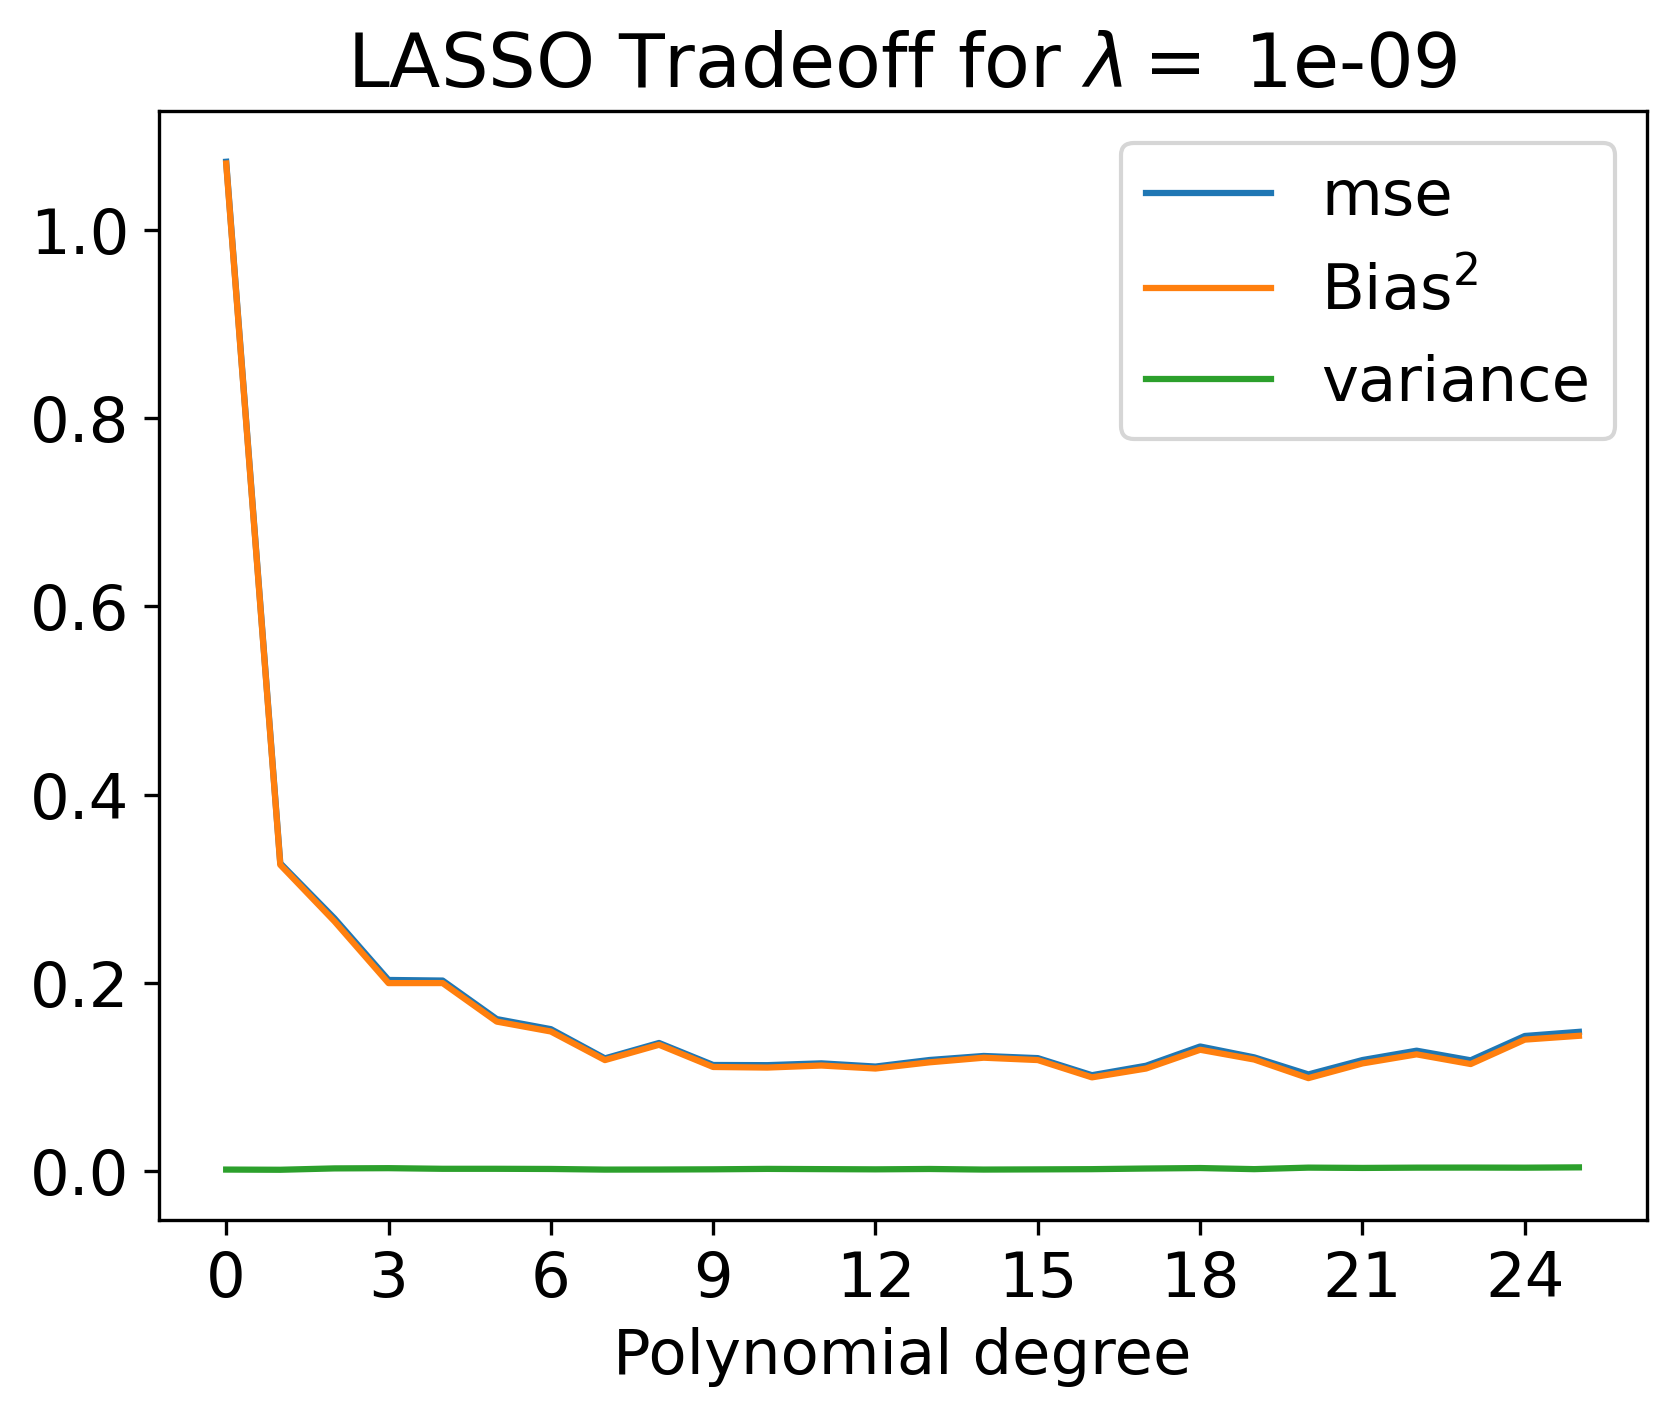 LASSO Tradeoff for λ = 1e-09
mse
Bias²
variance
1.0
0.8
0.6
0.4
0.2
0.0
0 3 6 9 12 15 18 21 24
Polynomial degree